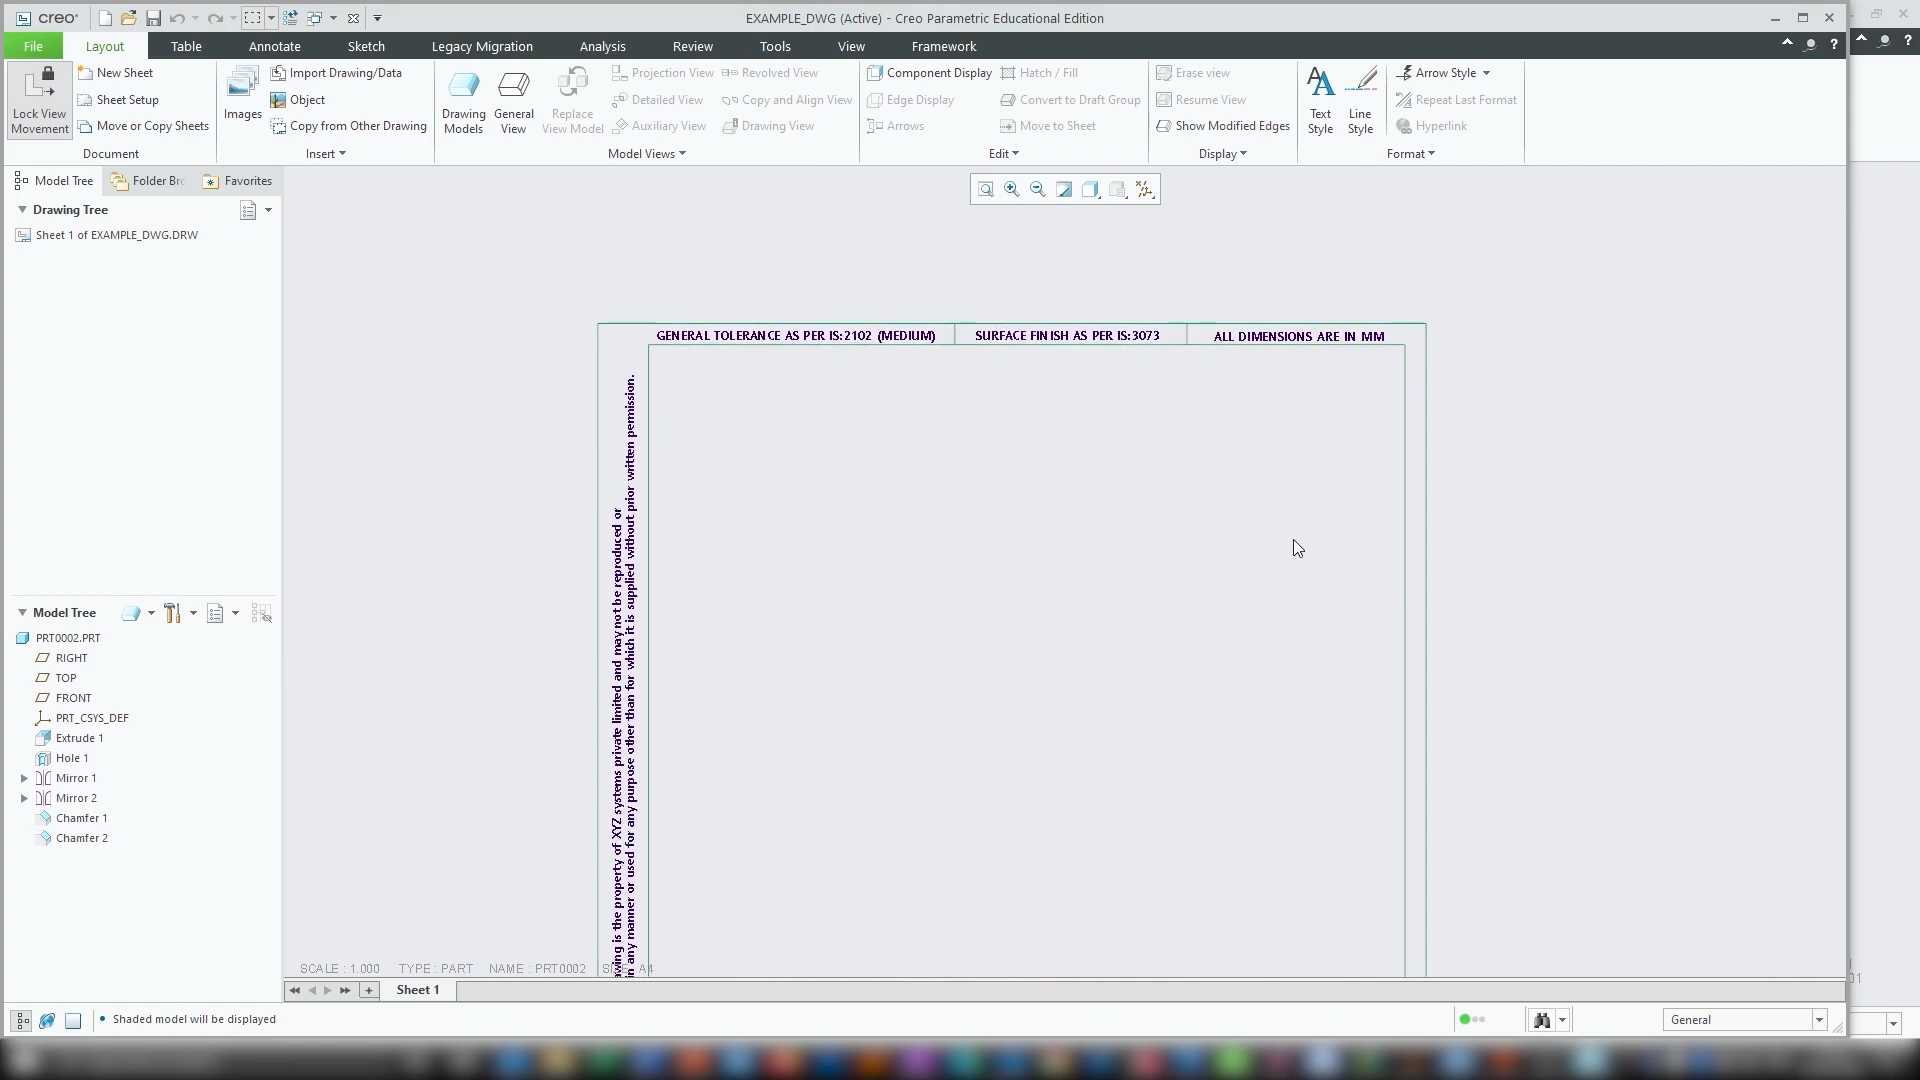 creo
EXAMPLE_DWG (Active) - Creo Parametric Educational Edition
File Layout Table Annotate Sketch Legacy Migration Analysis Review Tools View Framework
Lock View Movement
New Sheet
Sheet Setup
Move or Copy Sheets
Document
Images
Import Drawing/Data
Object
Copy from Other Drawing
Insert
Drawing Models
General View
Replace View Model
Projection View
Detailed View
Auxiliary View
Revolved View
Copy and Align View
Drawing View
Model Views
Component Display
Edge Display
Arrows
Hatch / Fill
Convert to Draft Group
Move to Sheet
Edit
Erase view
Resume View
Show Modified Edges
Display
Text Style
Line Style
Arrow Style
Repeat Last Format
Hyperlink
Format
Model Tree Folder Brc Favorites
Drawing Tree
Sheet 1 of EXAMPLE_DWG.DRW
Model Tree
PRT0002.PRT
RIGHT
TOP
FRONT
PRT_CSYS_DEF
Extrude 1
Hole 1
Mirror 1
Mirror 2
Chamfer 1
Chamfer 2
GENERAL TOLERANCE AS PER IS:2102 (MEDIUM) SURFACE FINISH AS PER IS:3073 ALL DIMENSIONS ARE IN MM
wing is the property of XYZ systems private limited and may not be reproduced or
in any manner or used for any purpose other than for which it is supplied without prior written permission.
SCALE : 1.000 TYPE : PART NAME : PRT0002 A4
Sheet 1
Shaded model will be displayed
General